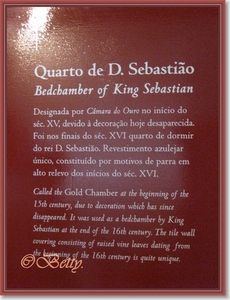 Quarto de D. Sebastião
Bedchamber of King Sebastian
Designada por Câmara do Ouro no início do
séc. XV, devido à decoração hoje desaparecida.
Foi nos finais do séc. XVI quarto de dormir
do rei D. Sebastião. Revestimento azulejar
único, constituído por motivos de parra em
alto relevo dos inícios do séc. XVI.
Called the Gold Chamber at the beginning of the
15th century, due to decoration which has since
disappeared. It was used as a bedchamber by King
Sebastian at the end of the 16th century. The tile wall
covering consisting of raised vine leaves dating from
the beginning of the 16th century is quite unique.
©Betty.